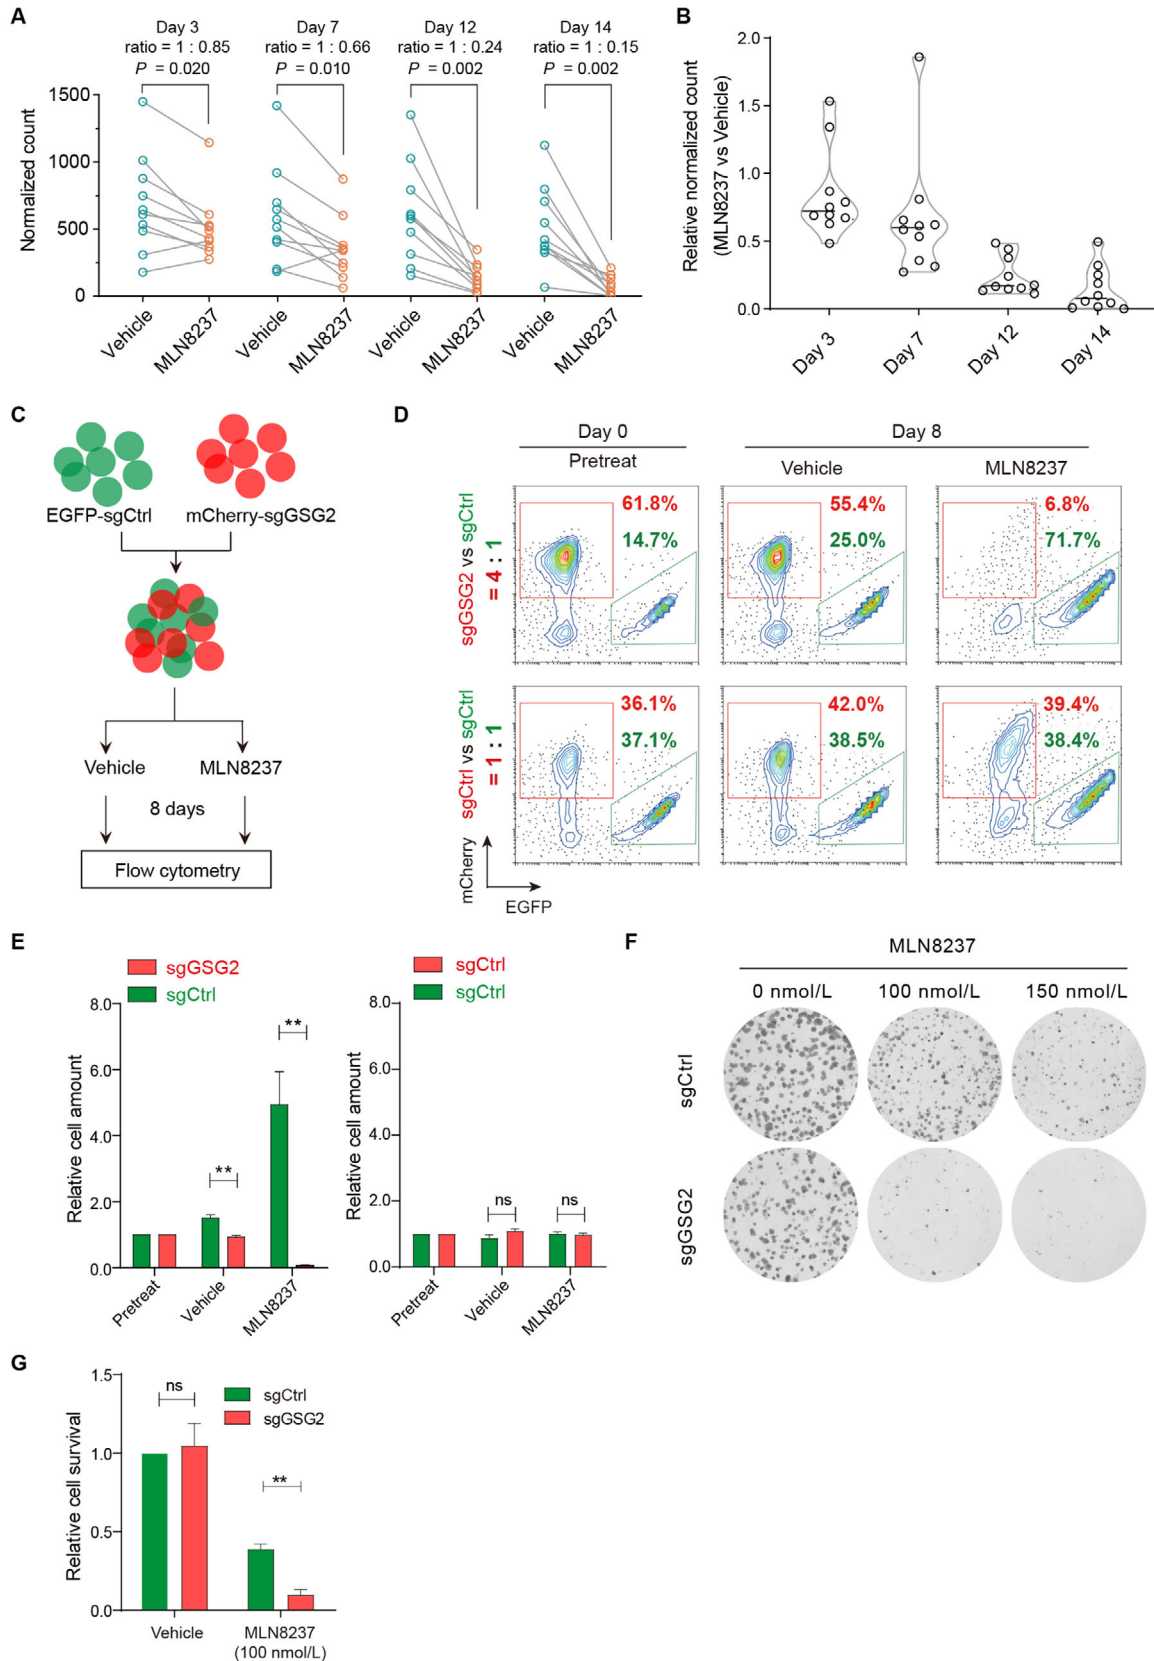 A
Day 3
ratio = 1 : 0.85
P = 0.020
Day 7
ratio = 1 : 0.66
P = 0.010
Day 12
ratio = 1 : 0.24
P = 0.002
Day 14
ratio = 1 : 0.15
P = 0.002
Normalized count
1500
1000
500
0
Vehicle
MLN8237
Vehicle
MLN8237
Vehicle
MLN8237
Vehicle
MLN8237
B
Relative normalized count
(MLN8237 vs Vehicle)
2.0
1.5
1.0
0.5
0.0
Day 3
Day 7
Day 12
Day 14
C
EGFP-sgCtrl
mCherry-sgGSG2
Vehicle
MLN8237
8 days
Flow cytometry
D
Day 0
Day 8
Pretreat
Vehicle
MLN8237
sgGSG2 vs sgCtrl
= 4 : 1
61.8%
14.7%
55.4%
25.0%
6.8%
71.7%
sgCtrl vs sgCtrl
= 1 : 1
36.1%
37.1%
42.0%
38.5%
39.4%
38.4%
mCherry
EGFP
E
sgGSG2
sgCtrl
Relative cell amount
8.0
6.0
4.0
2.0
0.0
**
**
Pretreat
Vehicle
MLN8237
sgCtrl
sgCtrl
Relative cell amount
8.0
6.0
4.0
2.0
0.0
ns
ns
Pretreat
Vehicle
MLN8237
F
MLN8237
0 nmol/L
100 nmol/L
150 nmol/L
sgCtrl
sgGSG2
G
Relative cell survival
1.5
1.0
0.5
0.0
ns
**
sgCtrl
sgGSG2
Vehicle
MLN8237
(100 nmol/L)